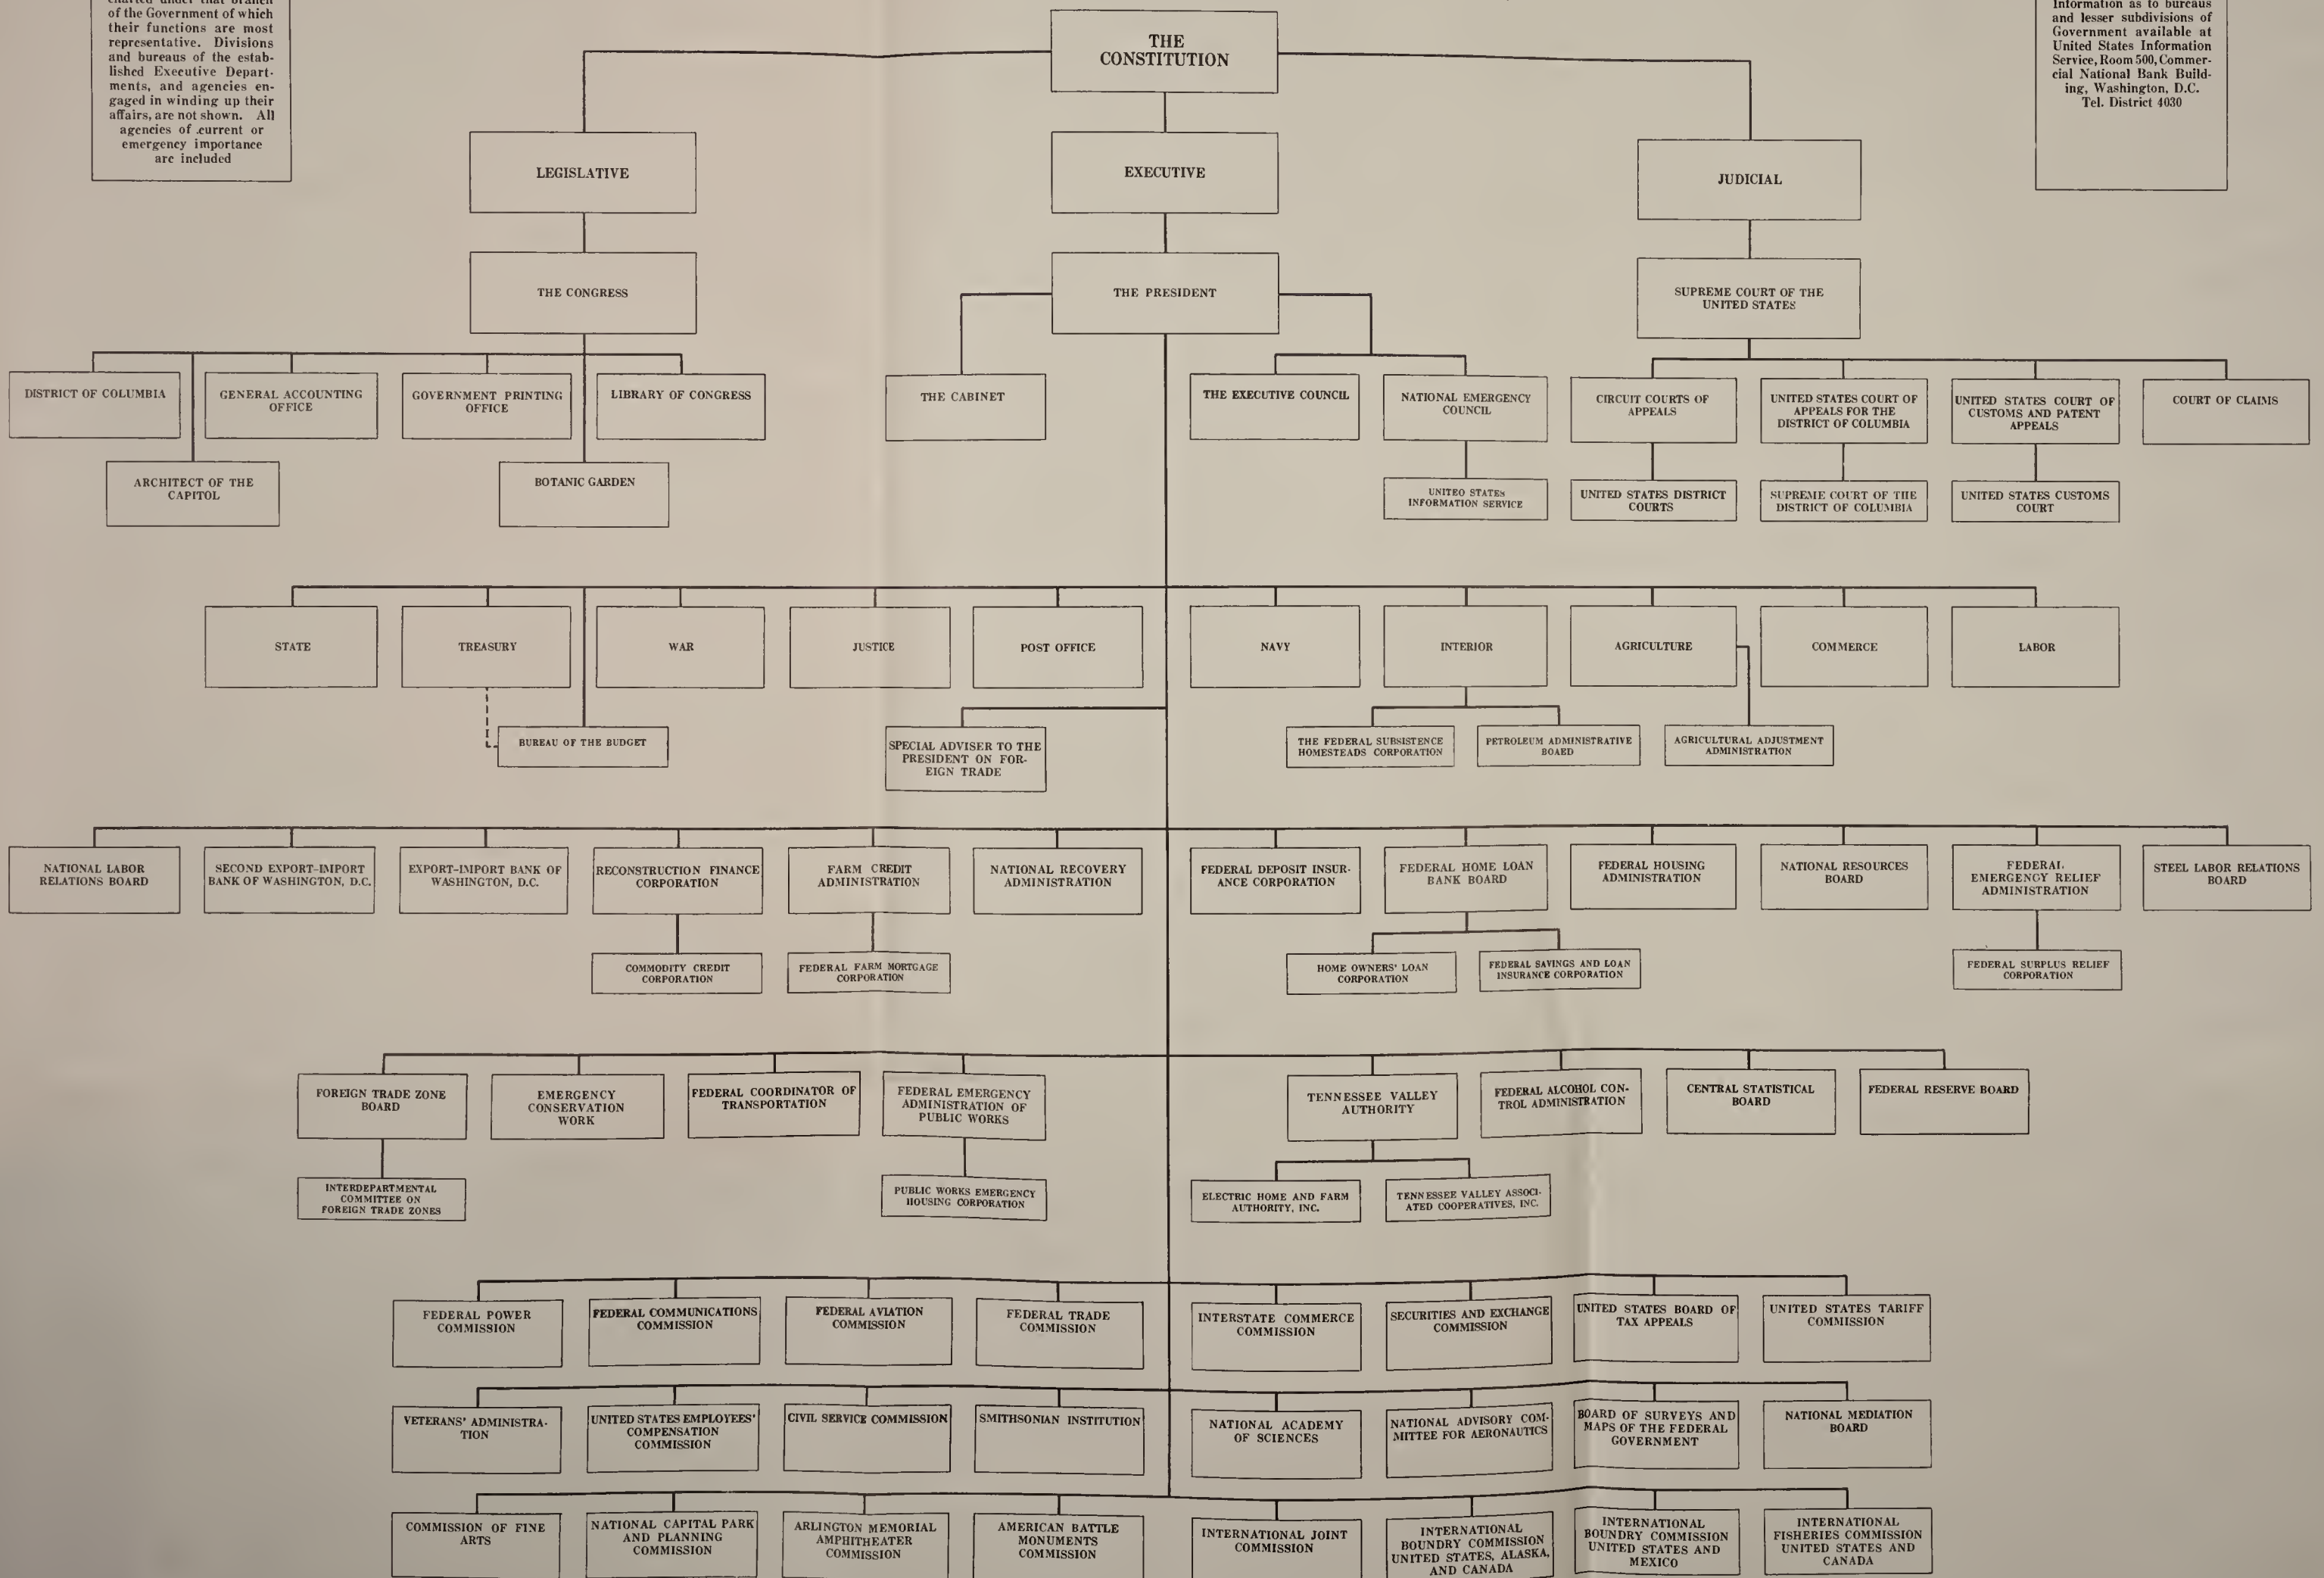 of the Government of which
their functions are most
representative. Divisions
and bureaus of the estab-
lished Executive Depart-
ments, and agencies en-
gaged in winding up their
affairs, are not shown. All
agencies of current or
emergency importance
are included
THE
CONSTITUTION
Information as to bureaus
and lesser subdivisions of
Government available at
United States Information
Service, Room 500, Commer-
cial National Bank Build-
ing, Washington, D.C.
Tel. District 4030
LEGISLATIVE
EXECUTIVE
JUDICIAL
THE CONGRESS
THE PRESIDENT
SUPREME COURT OF THE
UNITED STATES
DISTRICT OF COLUMBIA
GENERAL ACCOUNTING
OFFICE
GOVERNMENT PRINTING
OFFICE
LIBRARY OF CONGRESS
THE CABINET
THE EXECUTIVE COUNCIL
NATIONAL EMERGENCY
COUNCIL
CIRCUIT COURTS OF
APPEALS
UNITED STATES COURT OF
APPEALS FOR THE
DISTRICT OF COLUMBIA
UNITED STATES COURT OF
CUSTOMS AND PATENT
APPEALS
COURT OF CLAIMS
ARCHITECT OF THE
CAPITOL
BOTANIC GARDEN
UNITED STATES
INFORMATION SERVICE
UNITED STATES DISTRICT
COURTS
SUPREME COURT OF THE
DISTRICT OF COLUMBIA
UNITED STATES CUSTOMS
COURT
STATE
TREASURY
WAR
JUSTICE
POST OFFICE
NAVY
INTERIOR
AGRICULTURE
COMMERCE
LABOR
BUREAU OF THE BUDGET
SPECIAL ADVISER TO THE
PRESIDENT ON FOR-
EIGN TRADE
THE FEDERAL SUBSISTENCE
HOMESTEADS CORPORATION
PETROLEUM ADMINISTRATIVE
BOARD
AGRICULTURAL ADJUSTMENT
ADMINISTRATION
NATIONAL LABOR
RELATIONS BOARD
SECOND EXPORT-IMPORT
BANK OF WASHINGTON, D.C.
EXPORT-IMPORT BANK OF
WASHINGTON, D.C.
RECONSTRUCTION FINANCE
CORPORATION
FARM CREDIT
ADMINISTRATION
NATIONAL RECOVERY
ADMINISTRATION
FEDERAL DEPOSIT INSUR-
ANCE CORPORATION
FEDERAL HOME LOAN
BANK BOARD
FEDERAL HOUSING
ADMINISTRATION
NATIONAL RESOURCES
BOARD
FEDERAL
EMERGENCY RELIEF
ADMINISTRATION
STEEL LABOR RELATIONS
BOARD
COMMODITY CREDIT
CORPORATION
FEDERAL FARM MORTGAGE
CORPORATION
HOME OWNERS' LOAN
CORPORATION
FEDERAL SAVINGS AND LOAN
INSURANCE CORPORATION
FEDERAL SURPLUS RELIEF
CORPORATION
FOREIGN TRADE ZONE
BOARD
EMERGENCY
CONSERVATION
WORK
FEDERAL COORDINATOR OF
TRANSPORTATION
FEDERAL EMERGENCY
ADMINISTRATION OF
PUBLIC WORKS
TENNESSEE VALLEY
AUTHORITY
FEDERAL ALCOHOL CON-
TROL ADMINISTRATION
CENTRAL STATISTICAL
BOARD
FEDERAL RESERVE BOARD
INTERDEPARTMENTAL
COMMITTEE ON
FOREIGN TRADE ZONES
PUBLIC WORKS EMERGENCY
HOUSING CORPORATION
ELECTRIC HOME AND FARM
AUTHORITY, INC.
TENNESSEE VALLEY ASSOCI-
ATED COOPERATIVES, INC.
FEDERAL POWER
COMMISSION
FEDERAL COMMUNICATIONS
COMMISSION
FEDERAL AVIATION
COMMISSION
FEDERAL TRADE
COMMISSION
INTERSTATE COMMERCE
COMMISSION
SECURITIES AND EXCHANGE
COMMISSION
UNITED STATES BOARD OF
TAX APPEALS
UNITED STATES TARIFF
COMMISSION
VETERANS' ADMINISTRA-
TION
UNITED STATES EMPLOYEES'
COMPENSATION
COMMISSION
CIVIL SERVICE COMMISSION
SMITHSONIAN INSTITUTION
NATIONAL ACADEMY
OF SCIENCES
NATIONAL ADVISORY COM-
MITTEE FOR AERONAUTICS
BOARD OF SURVEYS AND
MAPS OF THE FEDERAL
GOVERNMENT
NATIONAL MEDIATION
BOARD
COMMISSION OF FINE
ARTS
NATIONAL CAPITAL PARK
AND PLANNING
COMMISSION
ARLINGTON MEMORIAL
AMPHITHEATER
COMMISSION
AMERICAN BATTLE
MONUMENTS
COMMISSION
INTERNATIONAL JOINT
COMMISSION
INTERNATIONAL
BOUNDRY COMMISSION
UNITED STATES, ALASKA,
AND CANADA
INTERNATIONAL
BOUNDRY COMMISSION
UNITED STATES AND
MEXICO
INTERNATIONAL
FISHERIES COMMISSION
UNITED STATES AND
CANADA